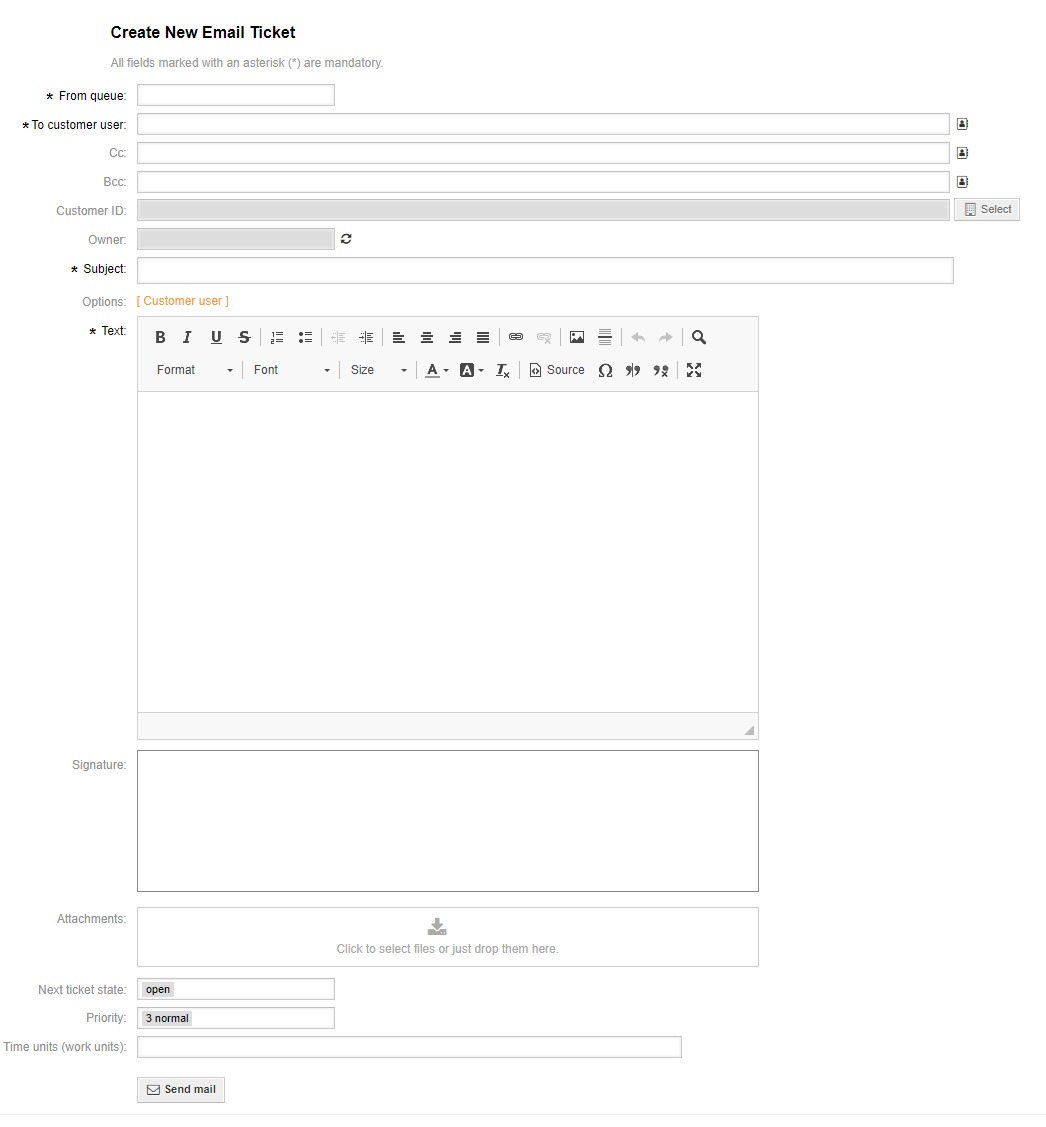 Create New Email Ticket
All fields marked with an asterisk (*) are mandatory.
* From queue:
* To customer user:
Cc:
Bcc:
Customer ID: Select
Owner:
* Subject:
Options: [ Customer user ]
* Text:
B I U S
Format Font Size A A Tx Source Ω
Signature:
Attachments:
Click to select files or just drop them here.
Next ticket state: open
Priority: 3 normal
Time units (work units):
Send mail